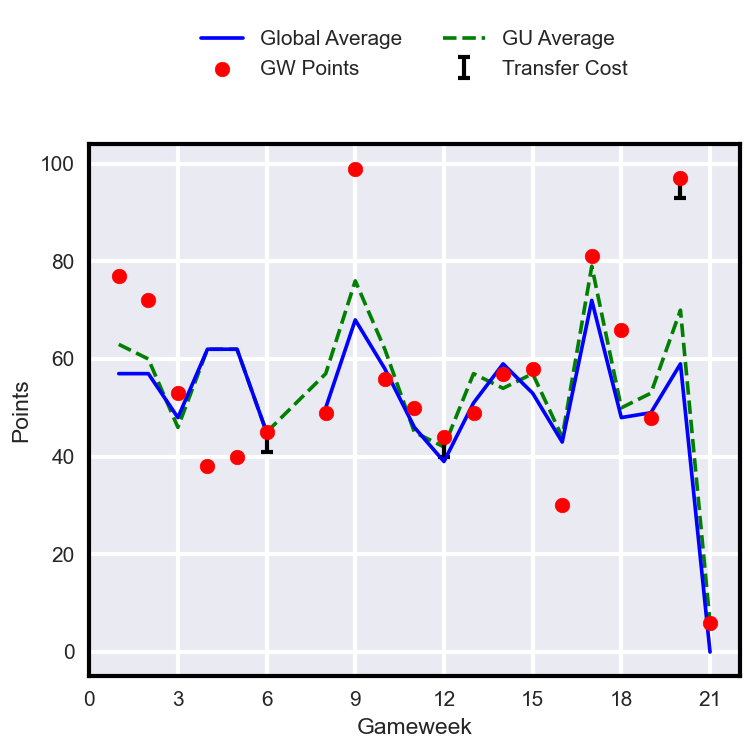 Global Average
GU Average
GW Points
Transfer Cost
100
80
60
40
20
0
Points
0 3 6 9 12 15 18 21
Gameweek